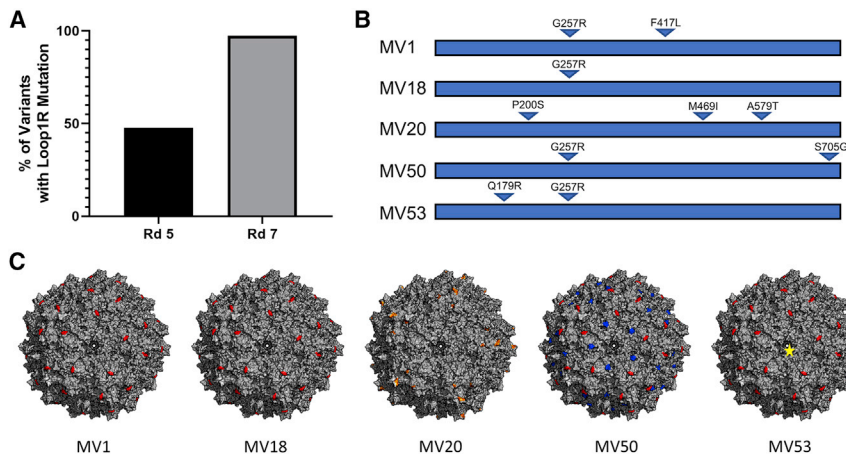 A
% of Variants
with Loop1R Mutation
100
50
0
Rd 5
Rd 7
B
G257R
F417L
MV1
G257R
MV18
P200S
M469I
A579T
MV20
G257R
S705G
MV50
Q179R
G257R
MV53
C
MV1
MV18
MV20
MV50
MV53